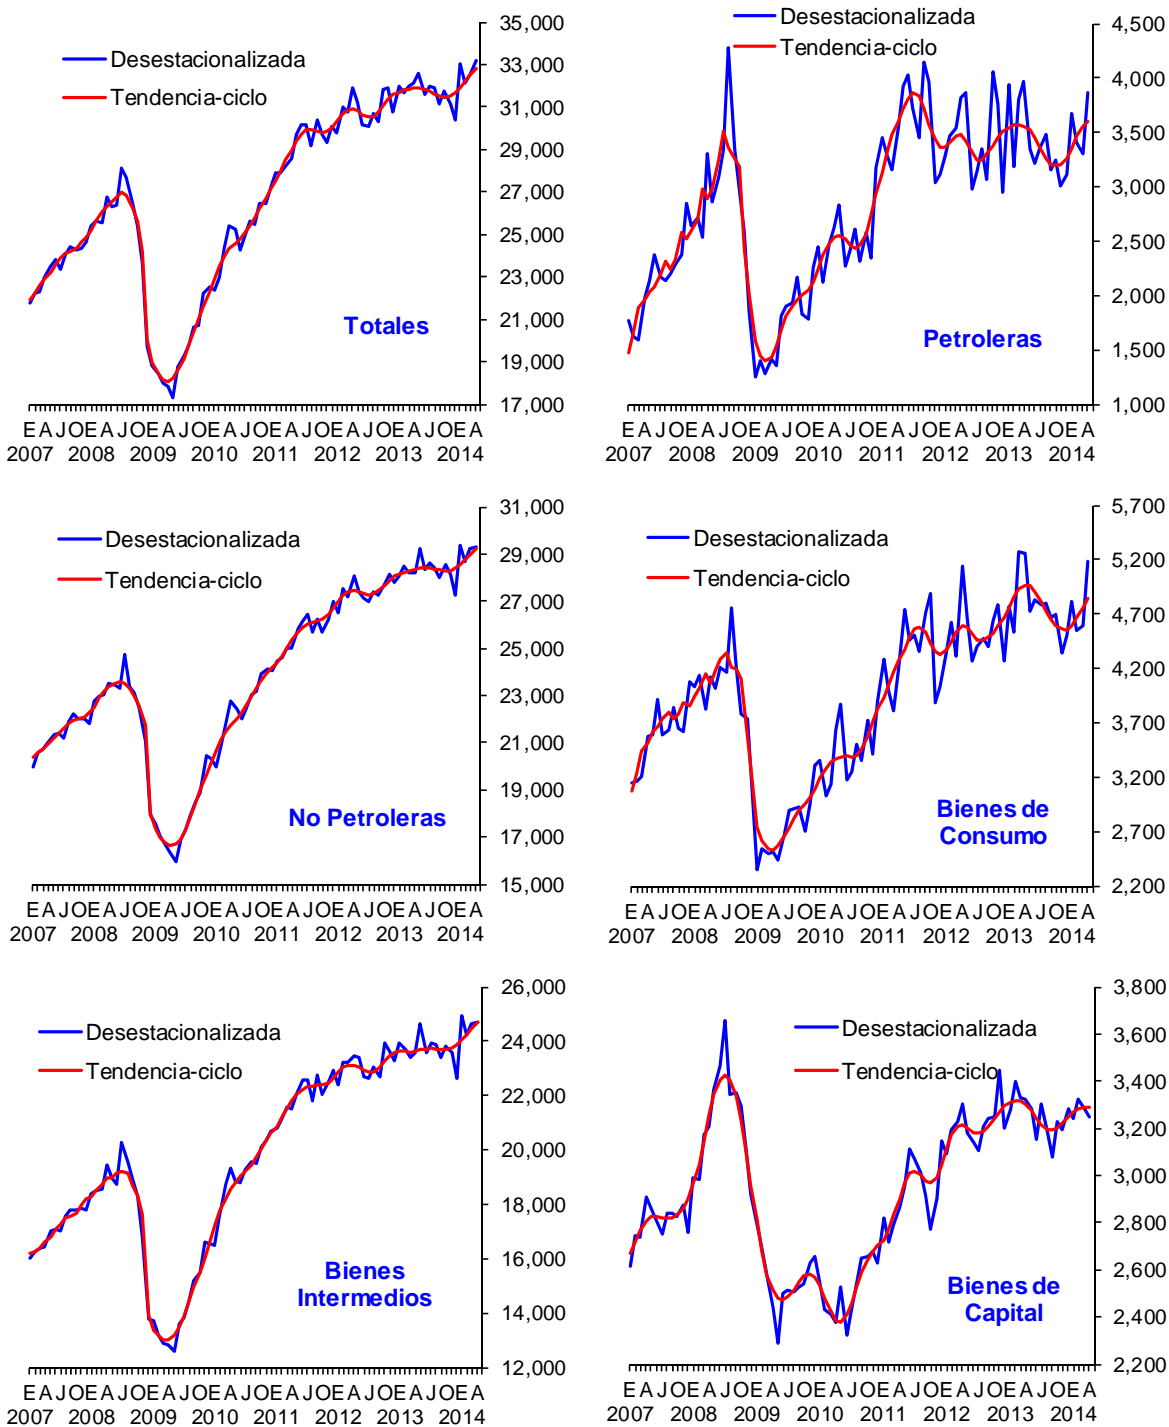 35,000
33,000
31,000
29,000
27,000
25,000
23,000
21,000
19,000
17,000
Desestacionalizada
Tendencia-ciclo
Totales
E A J O E A J O E A J O E A J O E A J O E A J O E A J O E A
2007 2008 2009 2010 2011 2012 2013 2014
4,500
4,000
3,500
3,000
2,500
2,000
1,500
1,000
Desestacionalizada
Tendencia-ciclo
Petroleras
E A J O E A J O E A J O E A J O E A J O E A J O E A J O E A
2007 2008 2009 2010 2011 2012 2013 2014
31,000
29,000
27,000
25,000
23,000
21,000
19,000
17,000
15,000
Desestacionalizada
Tendencia-ciclo
No Petroleras
E A J O E A J O E A J O E A J O E A J O E A J O E A J O E A
2007 2008 2009 2010 2011 2012 2013 2014
5,700
5,200
4,700
4,200
3,700
3,200
2,700
2,200
Desestacionalizada
Tendencia-ciclo
Bienes de
Consumo
E A J O E A J O E A J O E A J O E A J O E A J O E A J O E A
2007 2008 2009 2010 2011 2012 2013 2014
26,000
24,000
22,000
20,000
18,000
16,000
14,000
12,000
Desestacionalizada
Tendencia-ciclo
Bienes
Intermedios
E A J O E A J O E A J O E A J O E A J O E A J O E A J O E A
2007 2008 2009 2010 2011 2012 2013 2014
3,800
3,600
3,400
3,200
3,000
2,800
2,600
2,400
2,200
Desestacionalizada
Tendencia-ciclo
Bienes de
Capital
E A J O E A J O E A J O E A J O E A J O E A J O E A J O E A
2007 2008 2009 2010 2011 2012 2013 2014